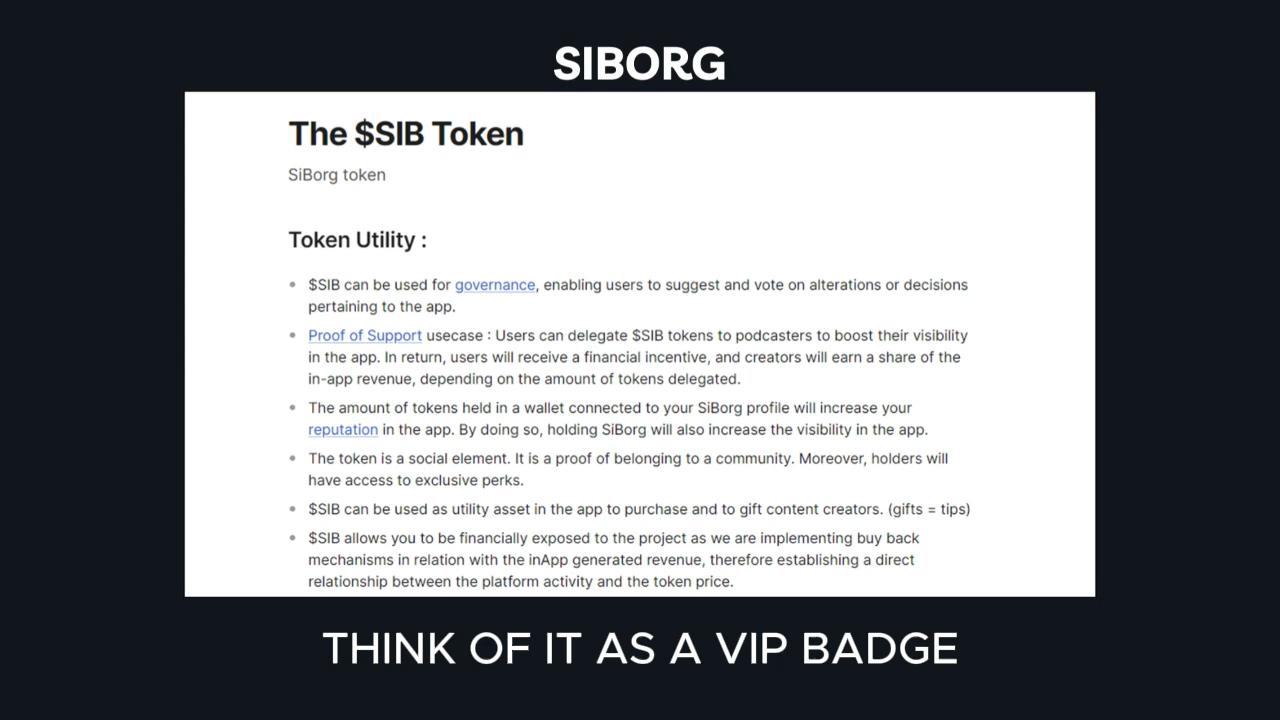 SIBORG
The $SIB Token
SiBorg token
Token Utility :
• $SIB can be used for governance, enabling users to suggest and vote on alterations or decisions
pertaining to the app.
• Proof of Support usecase : Users can delegate $SIB tokens to podcasters to boost their visibility
in the app. In return, users will receive a financial incentive, and creators will earn a share of the
in-app revenue, depending on the amount of tokens delegated.
• The amount of tokens held in a wallet connected to your SiBorg profile will increase your
reputation in the app. By doing so, holding SiBorg will also increase the visibility in the app.
• The token is a social element. It is a proof of belonging to a community. Moreover, holders will
have access to exclusive perks.
• $SIB can be used as utility asset in the app to purchase and to gift content creators. (gifts = tips)
• $SIB allows you to be financially exposed to the project as we are implementing buy back
mechanisms in relation with the inApp generated revenue, therefore establishing a direct
relationship between the platform activity and the token price.
THINK OF IT AS A VIP BADGE